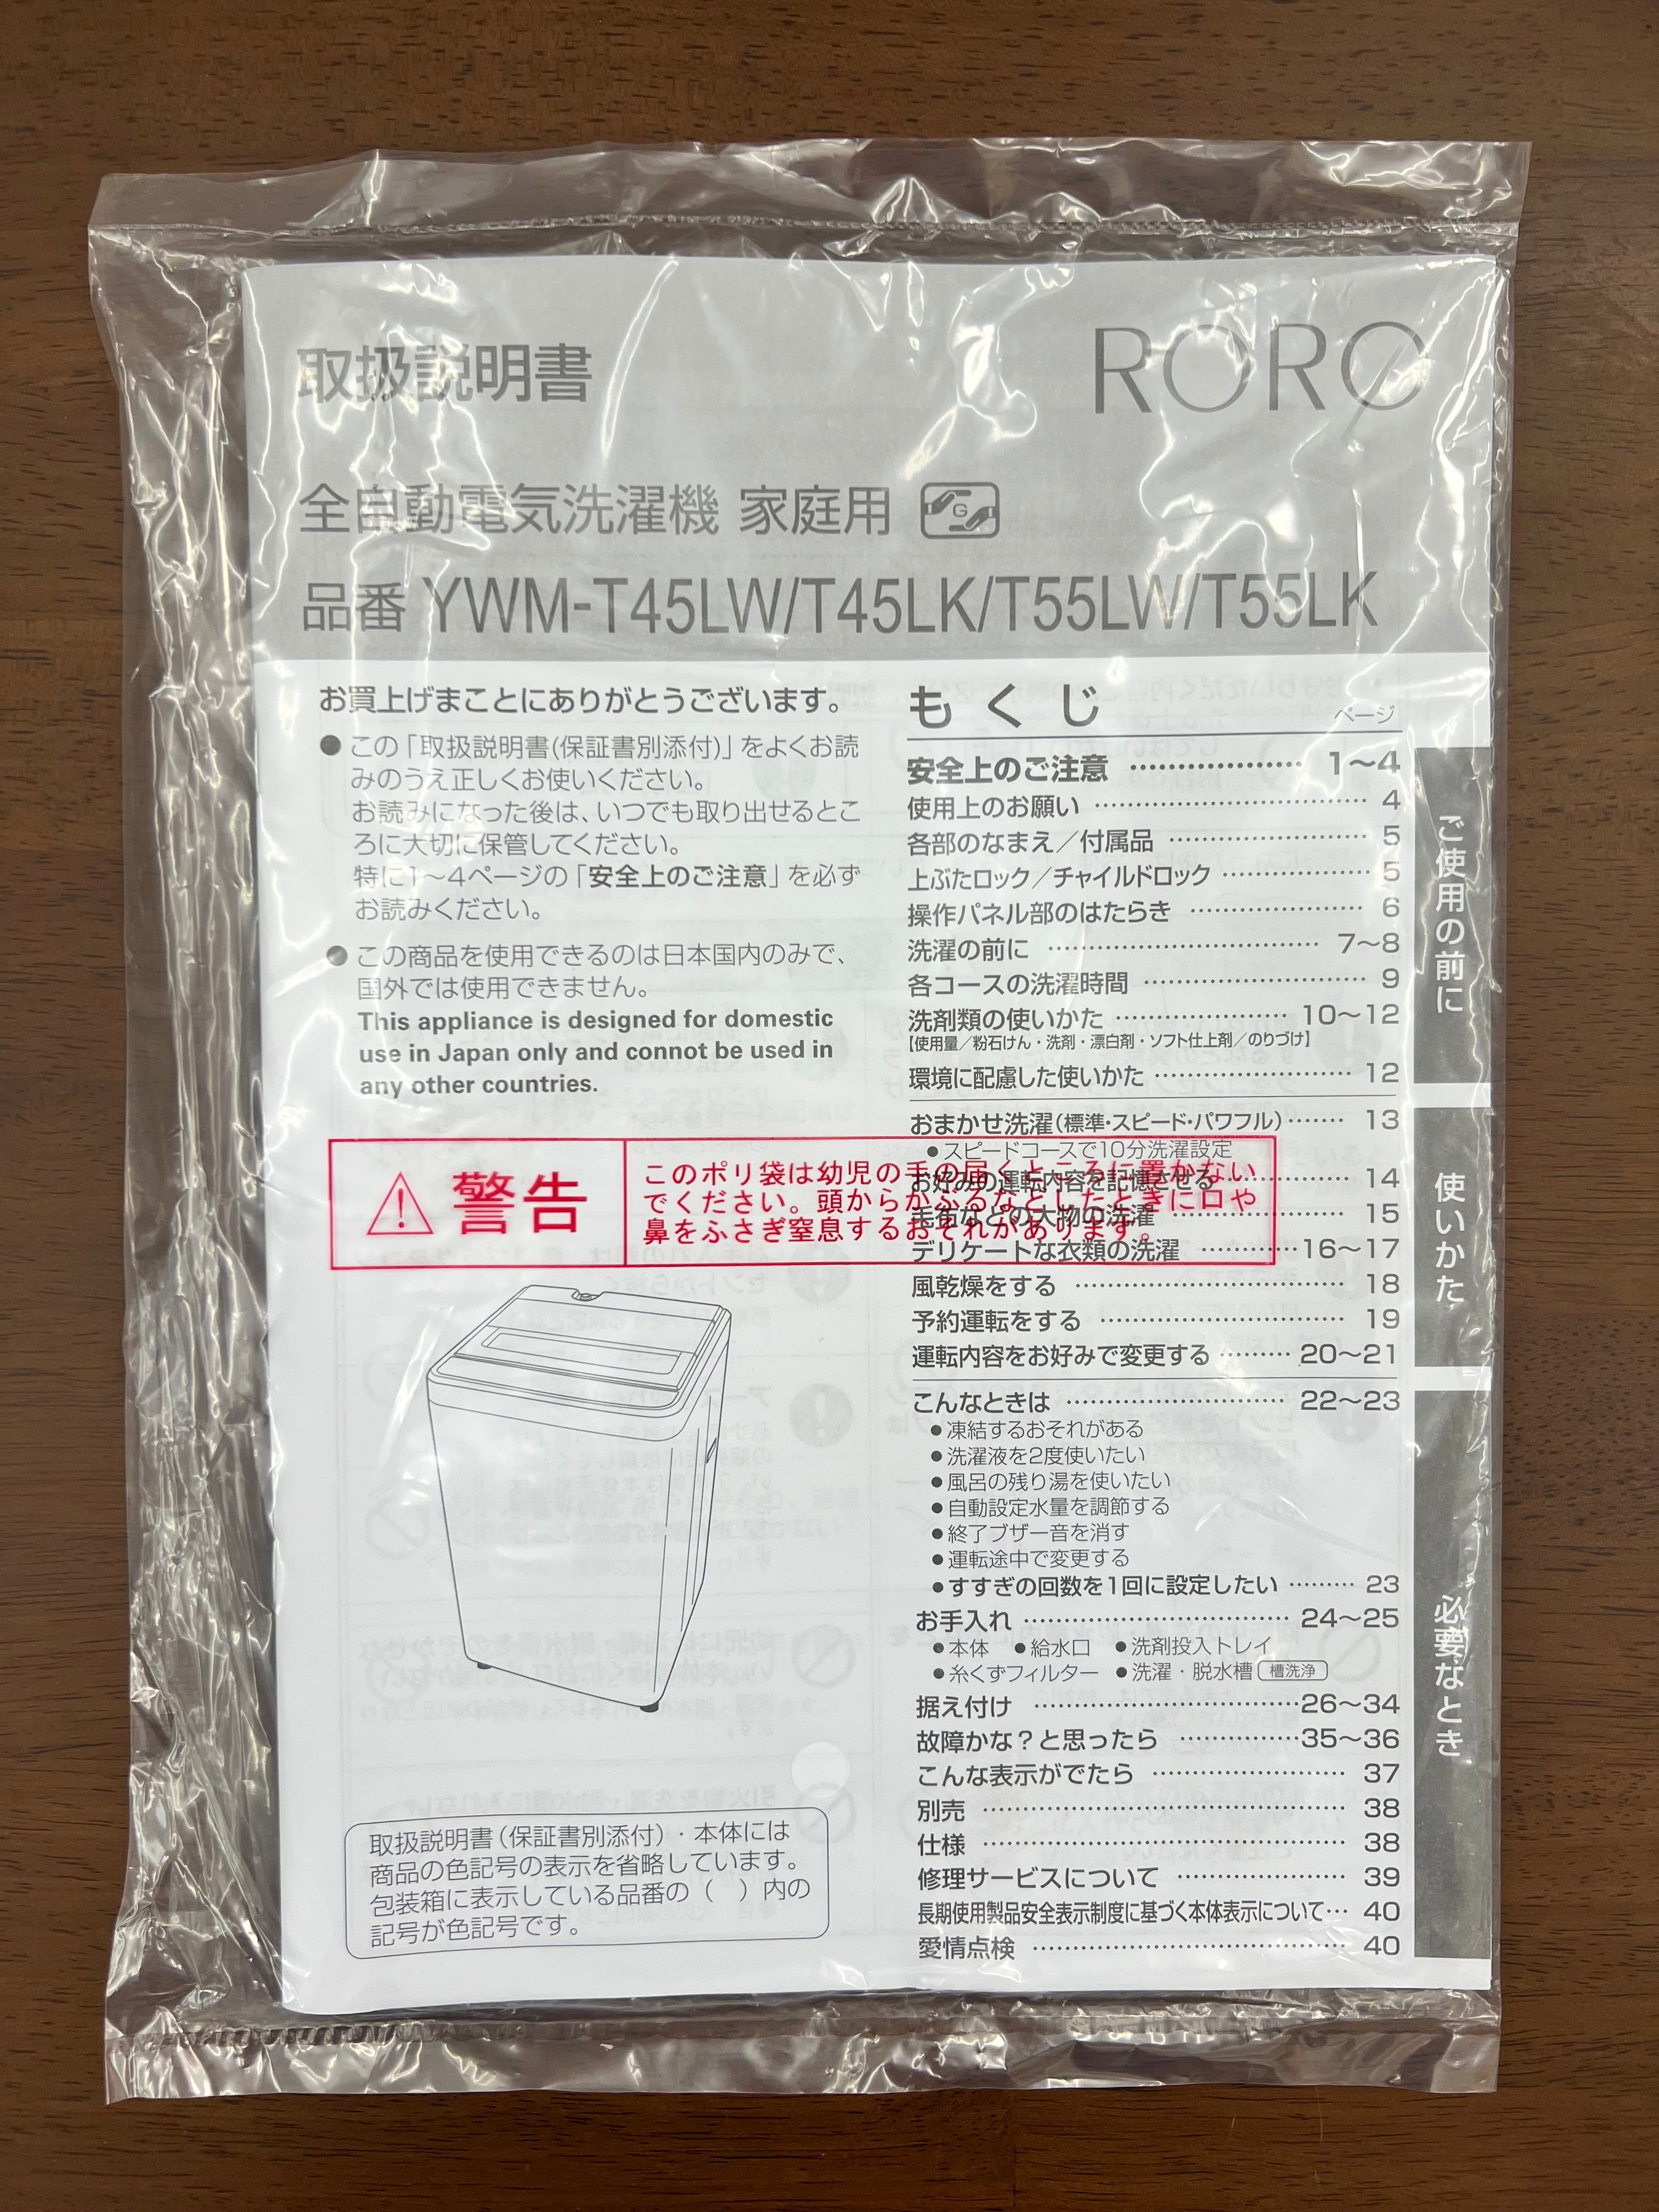 取扱説明書
RORO
全自動電気洗濯機 家庭用
G
品番 YWM-T45LW/T45LK/T55LW/T55LK
お買上げまことにありがとうございます。
● この「取扱説明書(保証書別添付)」をよくお読
みのうえ正しくお使いください。
お読みになった後は、いつでも取り出せるとこ
ろに大切に保管してください。
特に1〜4ページの「安全上のご注意」を必ず
お読みください。
● この商品を使用できるのは日本国内のみで、
国外では使用できません。
This appliance is designed for domestic
use in Japan only and connot be used in
any other countries.
警告
このポリ袋は幼児の手の届くところに置かない
でください。頭からかぶるなどしたときに口や
鼻をふさぎ窒息するおそれがあります。
取扱説明書(保証書別添付)・本体には
商品の色記号の表示を省略しています。
包装箱に表示している品番の( )内の
記号が色記号です。
もくじ
ページ
安全上のご注意 ………………… 1〜4
使用上のお願い ………………… 4
各部のなまえ／付属品 ………………… 5
上ぶたロック／チャイルドロック ………………… 5
操作パネル部のはたらき ………………… 6
洗濯の前に ………………… 7〜8
各コースの洗濯時間 ………………… 9
洗剤類の使いかた ………………… 10〜12
【使用量／粉石けん・洗剤・漂白剤・ソフト仕上剤／のりづけ】
環境に配慮した使いかた ………………… 12
おまかせ洗濯(標準・スピード・パワフル)……… 13
● スピードコースで10分洗濯設定
お好みの運転内容を記憶させる ………………… 14
毛布などの大物の洗濯 ………………… 15
デリケートな衣類の洗濯 …………16〜17
風乾燥をする ………………… 18
予約運転をする ………………… 19
運転内容をお好みで変更する ……… 20〜21
こんなときは ………………… 22〜23
● 凍結するおそれがある
● 洗濯液を2度使いたい
● 風呂の残り湯を使いたい
● 自動設定水量を調節する
● 終了ブザー音を消す
● 運転途中で変更する
● すすぎの回数を1回に設定したい ……… 23
お手入れ ………………… 24〜25
● 本体 ● 給水口 ● 洗剤投入トレイ
● 糸くずフィルター ● 洗濯・脱水槽 槽洗浄
据え付け …………………26〜34
故障かな？と思ったら ……………35〜36
こんな表示がでたら ………………… 37
別売 ………………… 38
仕様 ………………… 38
修理サービスについて ………………… 39
長期使用製品安全表示制度に基づく本体表示について… 40
愛情点検 ………………… 40
ご使用の前に
使いかた
必要なとき